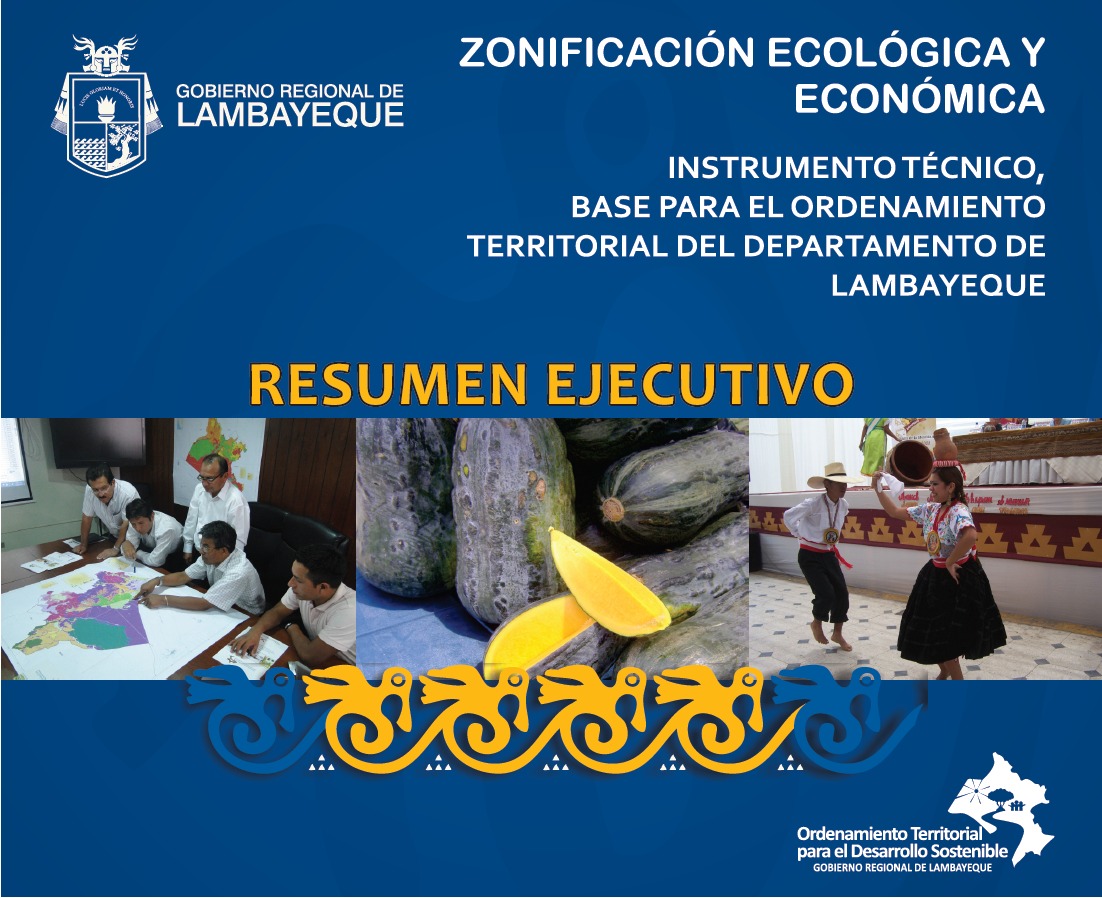 GOBIERNO REGIONAL DE
LAMBAYEQUE
ZONIFICACIÓN ECOLÓGICA Y
ECONÓMICA
INSTRUMENTO TÉCNICO,
BASE PARA EL ORDENAMIENTO
TERRITORIAL DEL DEPARTAMENTO DE
LAMBAYEQUE
RESUMEN EJECUTIVO
Ordenamiento Territorial
para el Desarrollo Sostenible
GOBIERNO REGIONAL DE LAMBAYEQUE